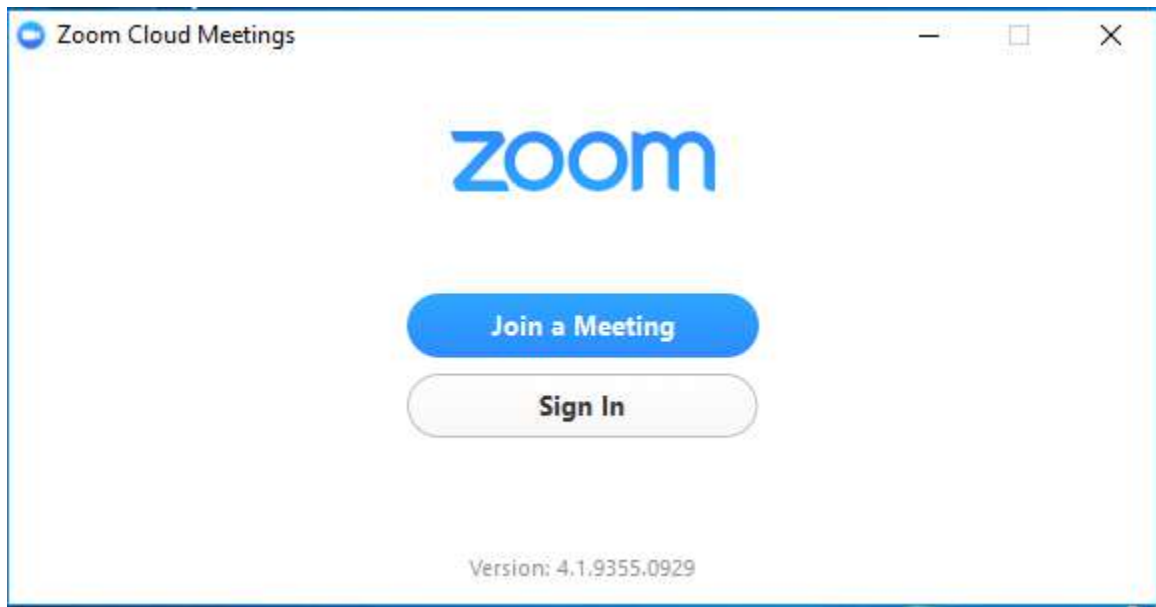 Zoom Cloud Meetings
zoom
Join a Meeting
Sign In
Version: 4.1.9355.0929